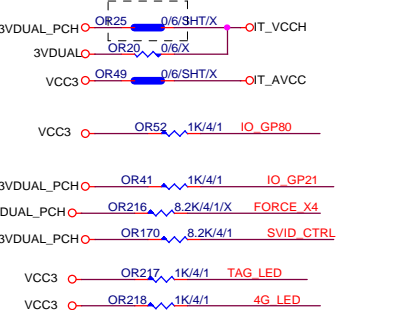 3VDUAL_PCH OR25 0/6/SHT/X IT_VCCH
3VDUAL OR20 0/6/X
VCC3 OR49 0/6/SHT/X IT_AVCC
VCC3 OR52 1K/4/1 IO_GP80
3VDUAL_PCH OR41 1K/4/1 IO_GP21
DUAL_PCH OR216 8.2K/4/1/X FORCE_X4
3VDUAL_PCH OR170 8.2K/4/1 SVID_CTRL
VCC3 OR217 1K/4/1 TAG_LED
VCC3 OR218 1K/4/1 4G_LED